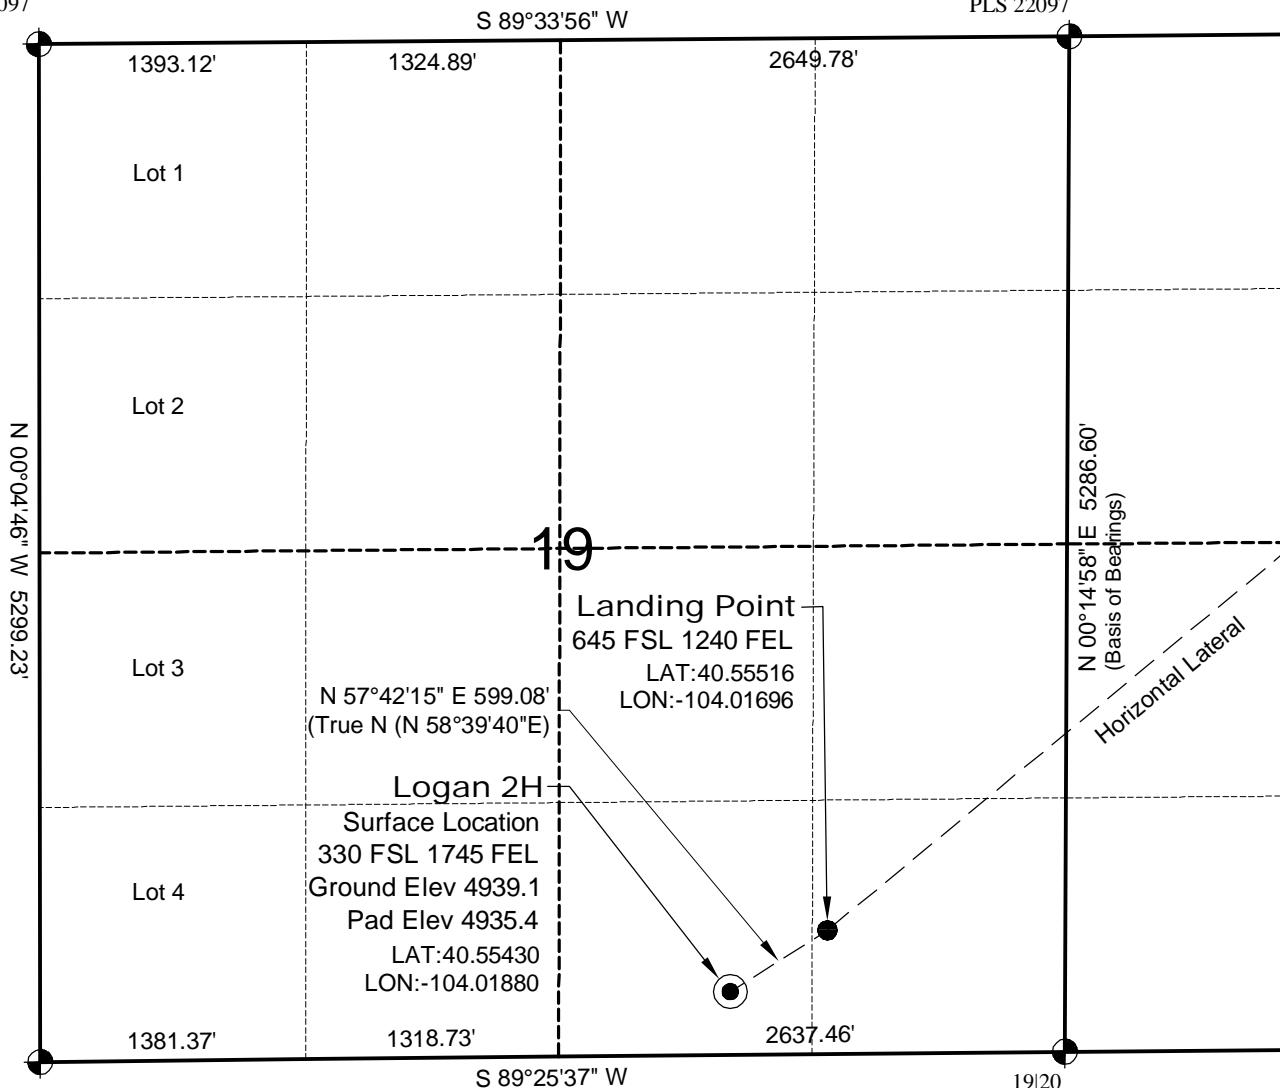 097
S 89°33'56" W
PLS 22097
1393.12'
1324.89'
2649.78'
Lot 1
Lot 2
N 00°04'46" W 5299.23'
19
N 00°14'58" E 5286.60'
(Basis of Bearings)
Landing Point
645 FSL 1240 FEL
LAT:40.55516
LON:-104.01696
Horizontal Lateral
Lot 3
N 57°42'15" E 599.08'
(True N (N 58°39'40"E)
Logan 2H
Surface Location
330 FSL 1745 FEL
Ground Elev 4939.1
Pad Elev 4935.4
LAT:40.55430
LON:-104.01880
Lot 4
1381.37'
1318.73'
2637.46'
S 89°25'37" W
19|20